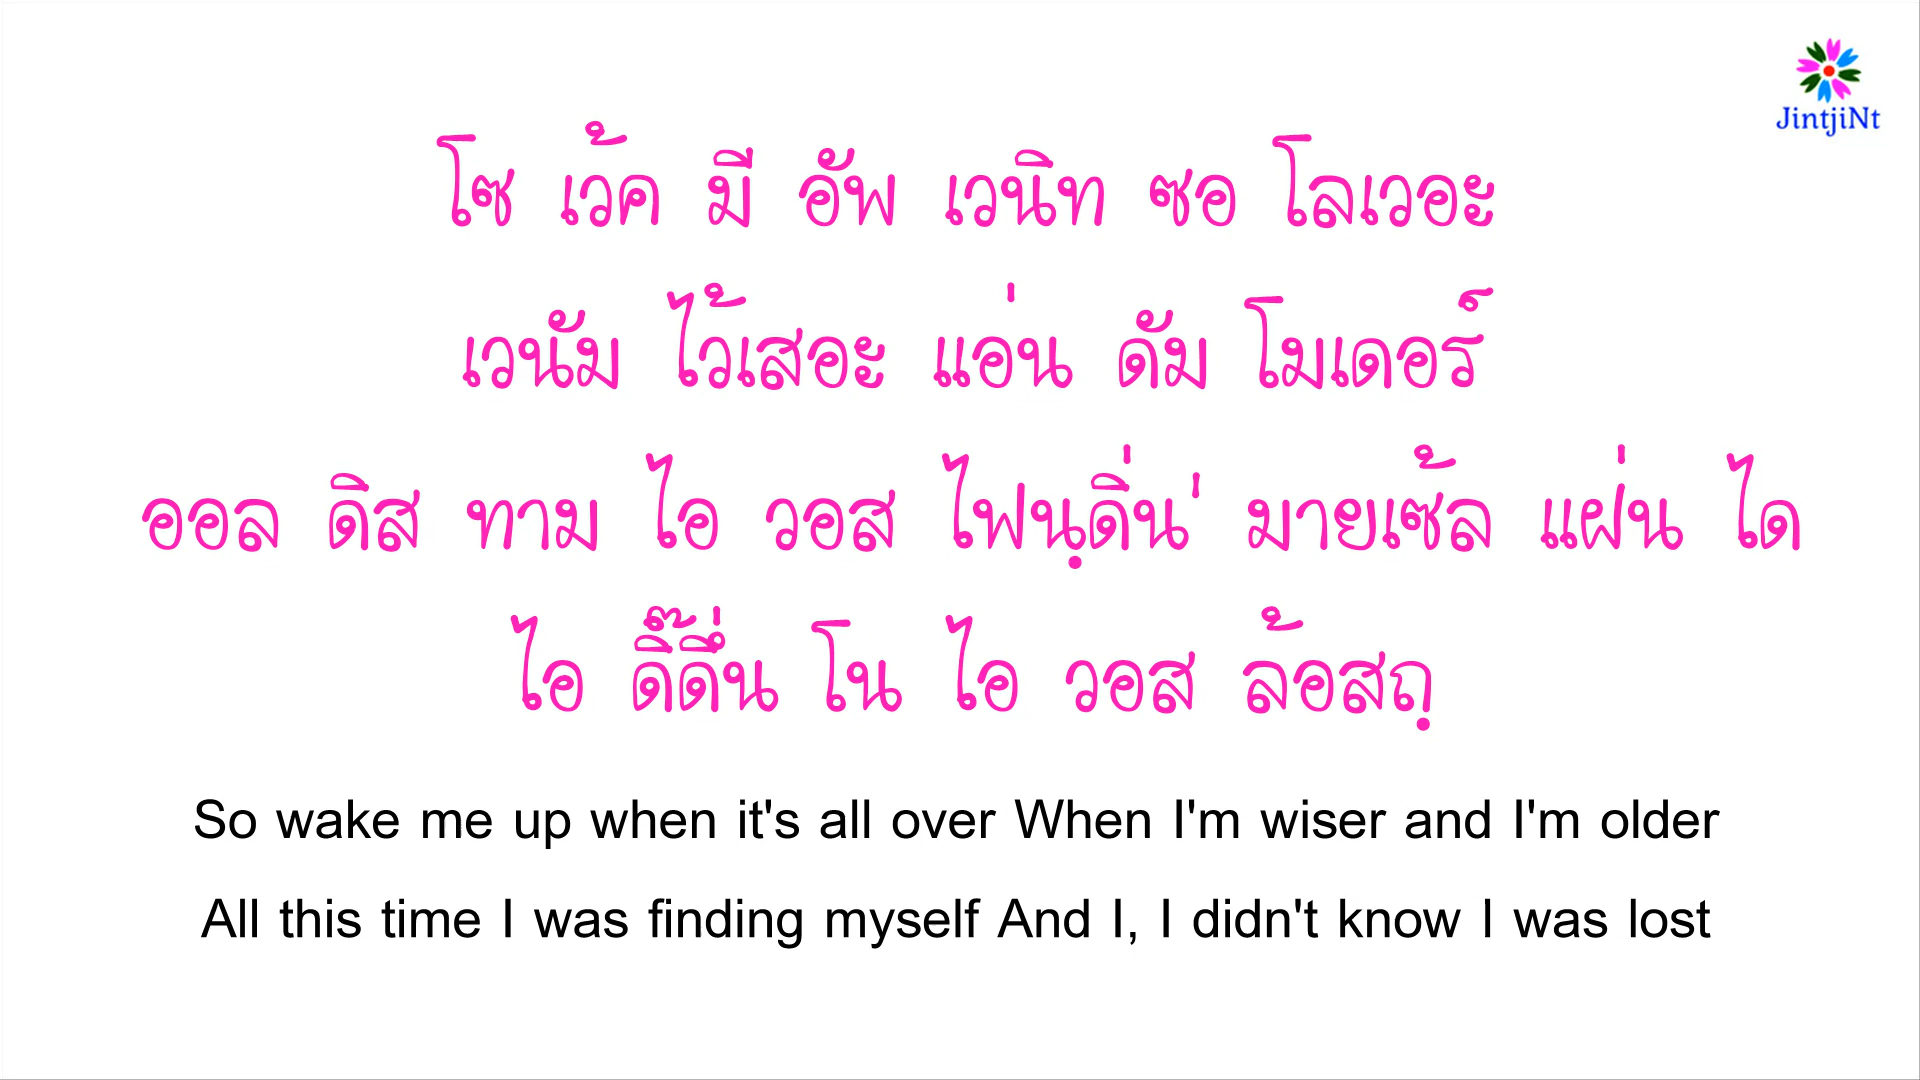 JintjiNt
โซ เว้ค มี อัพ เวนิท ซอ โลเวอะ
เวนัม ไว้เสอะ แอ่น ดัม โมเดอร์
ออล ดิส ทาม ไอ วอส ไฟนฺดิ่น ่ มายเซ้ล แฝ่น ได
ไอ ดิ๊ดึ่น โน ไอ วอส ล้อสถฺ
So wake me up when it's all over When I'm wiser and I'm older
All this time I was finding myself And I, I didn't know I was lost